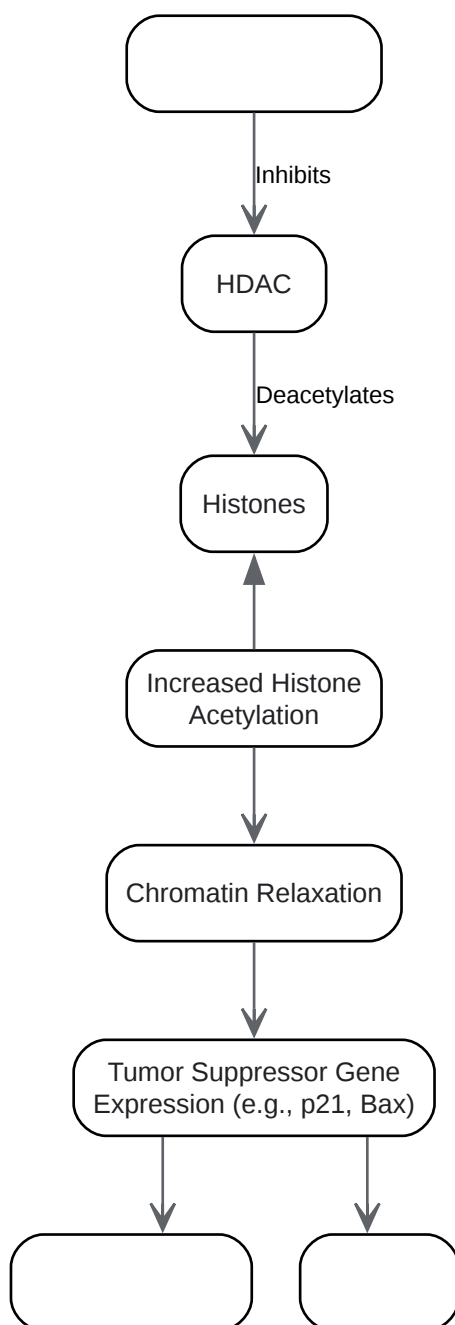 Inhibits
HDAC
Deacetylates
Histones
Increased Histone
Acetylation
Chromatin Relaxation
Tumor Suppressor Gene
Expression (e.g., p21, Bax)